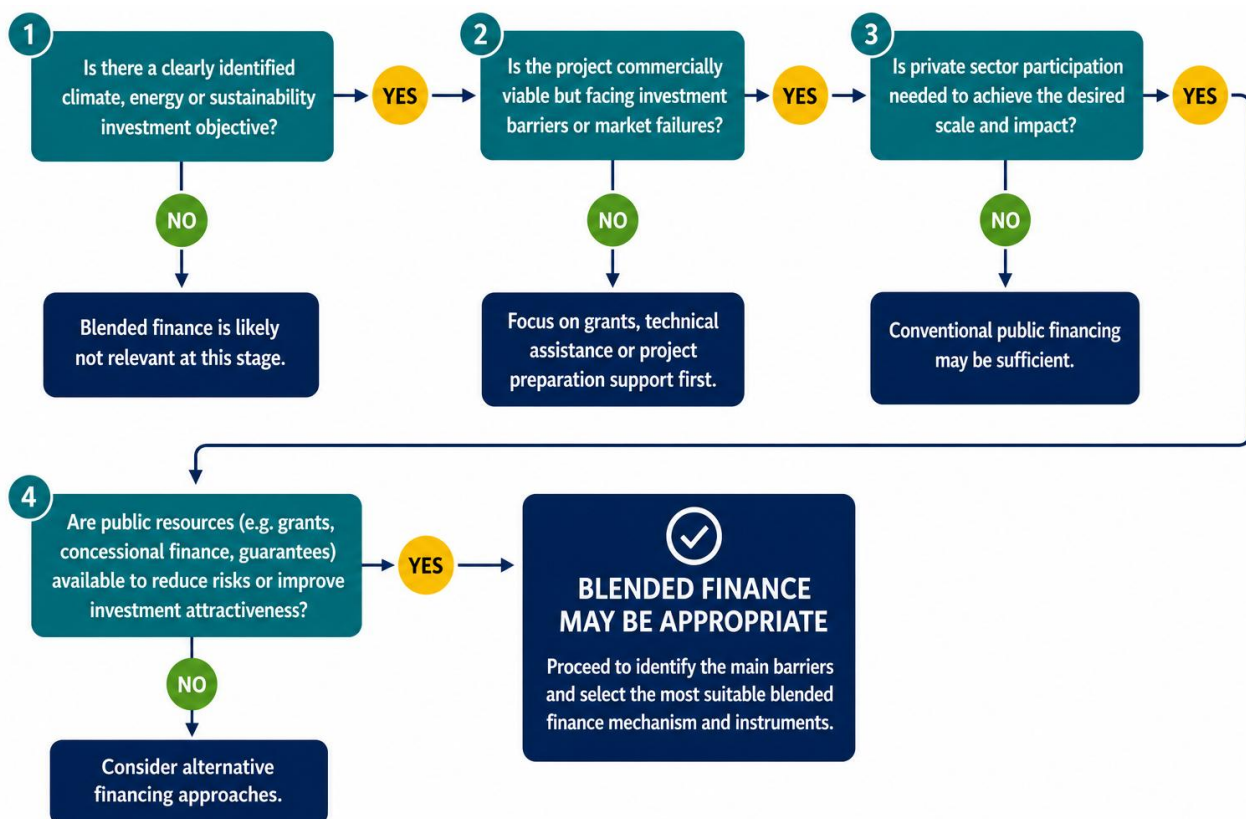 1
Is there a clearly identified
climate, energy or sustainability
investment objective?
YES
2
Is the project commercially
viable but facing investment
barriers or market failures?
YES
3
Is private sector participation
needed to achieve the desired
scale and impact?
YES
NO
NO
NO
Blended finance is likely
not relevant at this stage.
Focus on grants, technical
assistance or project
preparation support first.
Conventional public financing
may be sufficient.
4
Are public resources (e.g. grants,
concessional finance, guarantees)
available to reduce risks or improve
investment attractiveness?
YES
BLENDED FINANCE
MAY BE APPROPRIATE
Proceed to identify the main barriers
and select the most suitable blended
finance mechanism and instruments.
NO
Consider alternative
financing approaches.